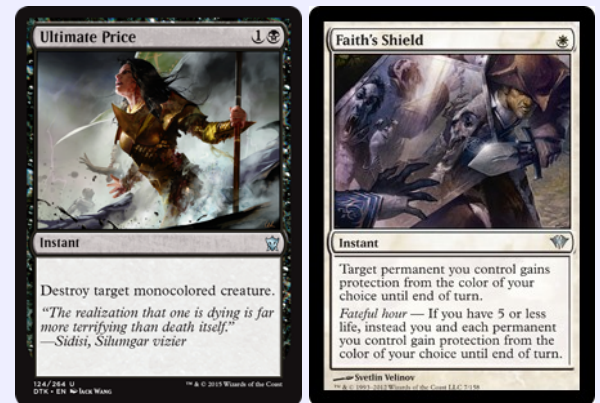 Ultimate Price 1
Instant
Destroy target monocolored creature.
“The realization that one is dying is far
more terrifying than death itself.”
—Sidisi, Silumgar vizier
124/264 U
DTK • EN Jack Wang
™ & © 2015 Wizards of the Coast
Faith's Shield
Instant
Target permanent you control gains
protection from the color of your
choice until end of turn.
Fateful hour — If you have 5 or less
life, instead you and each permanent
you control gain protection from the
color of your choice until end of turn.
Svetlin Velinov
™ & © 1993–2012 Wizards of the Coast LLC 7/158